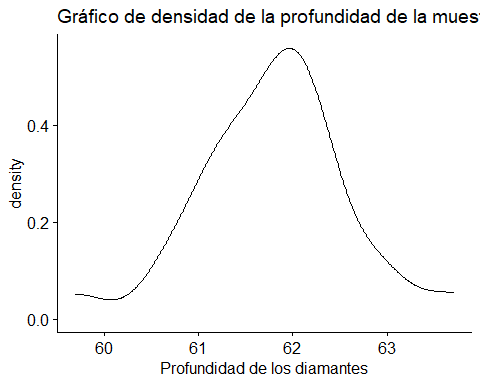 Gráfico de densidad de la profundidad de la mues
density
0.4
0.2
0.0
60 61 62 63
Profundidad de los diamantes